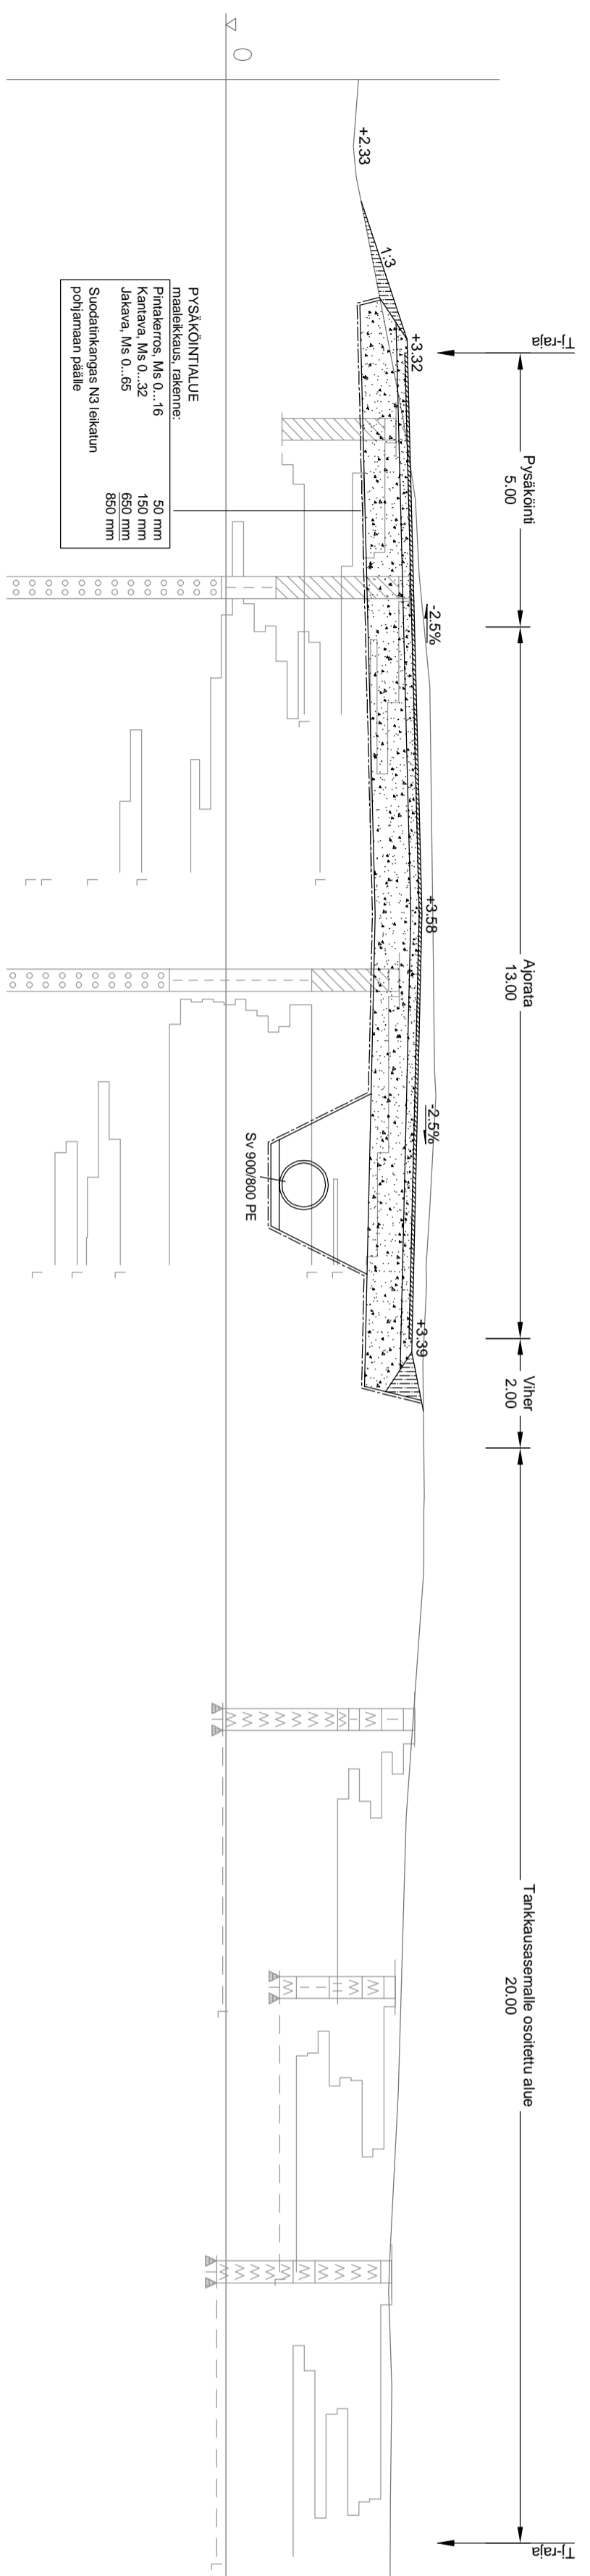 Tj-raja
Pysäköinti
5.00
Ajorata
13.00
Viher
2.00
Tankkausasemalle osoitettu alue
20.00
Tj-raja
+2.33
1:3
+3.32
-2.5%
+3.58
-2.5%
+3.39
0
Sv 900/800 PE
PYSÄKÖINTIALUE
maaleikkaus, rakenne:
Pintakerros, Ms 0...16 50 mm
Kantava, Ms 0...32 150 mm
Jakava, Ms 0...65 650 mm
850 mm
Suodatinkangas N3 leikatun
pohjamaan päälle